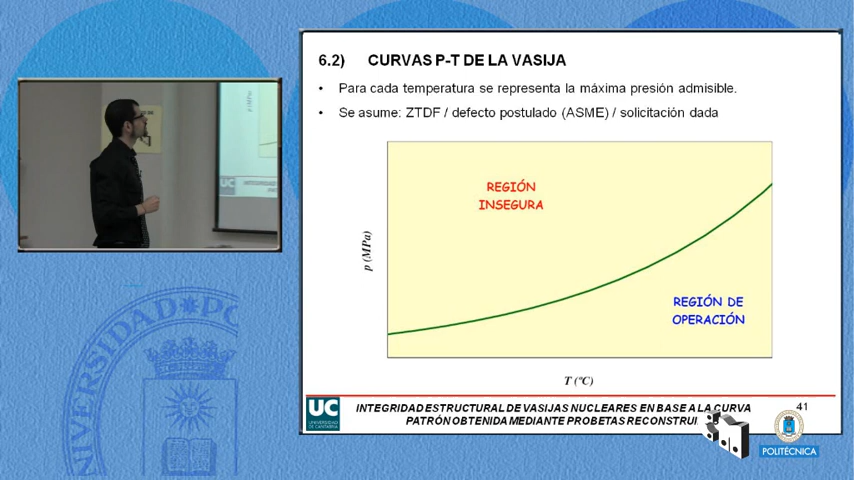 6.2) CURVAS P-T DE LA VASIJA
• Para cada temperatura se representa la máxima presión admisible.
• Se asume: ZTDF / defecto postulado (ASME) / solicitación dada
REGIÓN
INSEGURA
p (MPa)
REGIÓN DE
OPERACIÓN
T (ºC)
UC
UNIVERSIDAD
DE CANTABRIA
INTEGRIDAD ESTRUCTURAL DE VASIJAS NUCLEARES EN BASE A LA CURVA
PATRÓN OBTENIDA MEDIANTE PROBETAS RECONSTRUI
41
POLITÉCNICA
UC